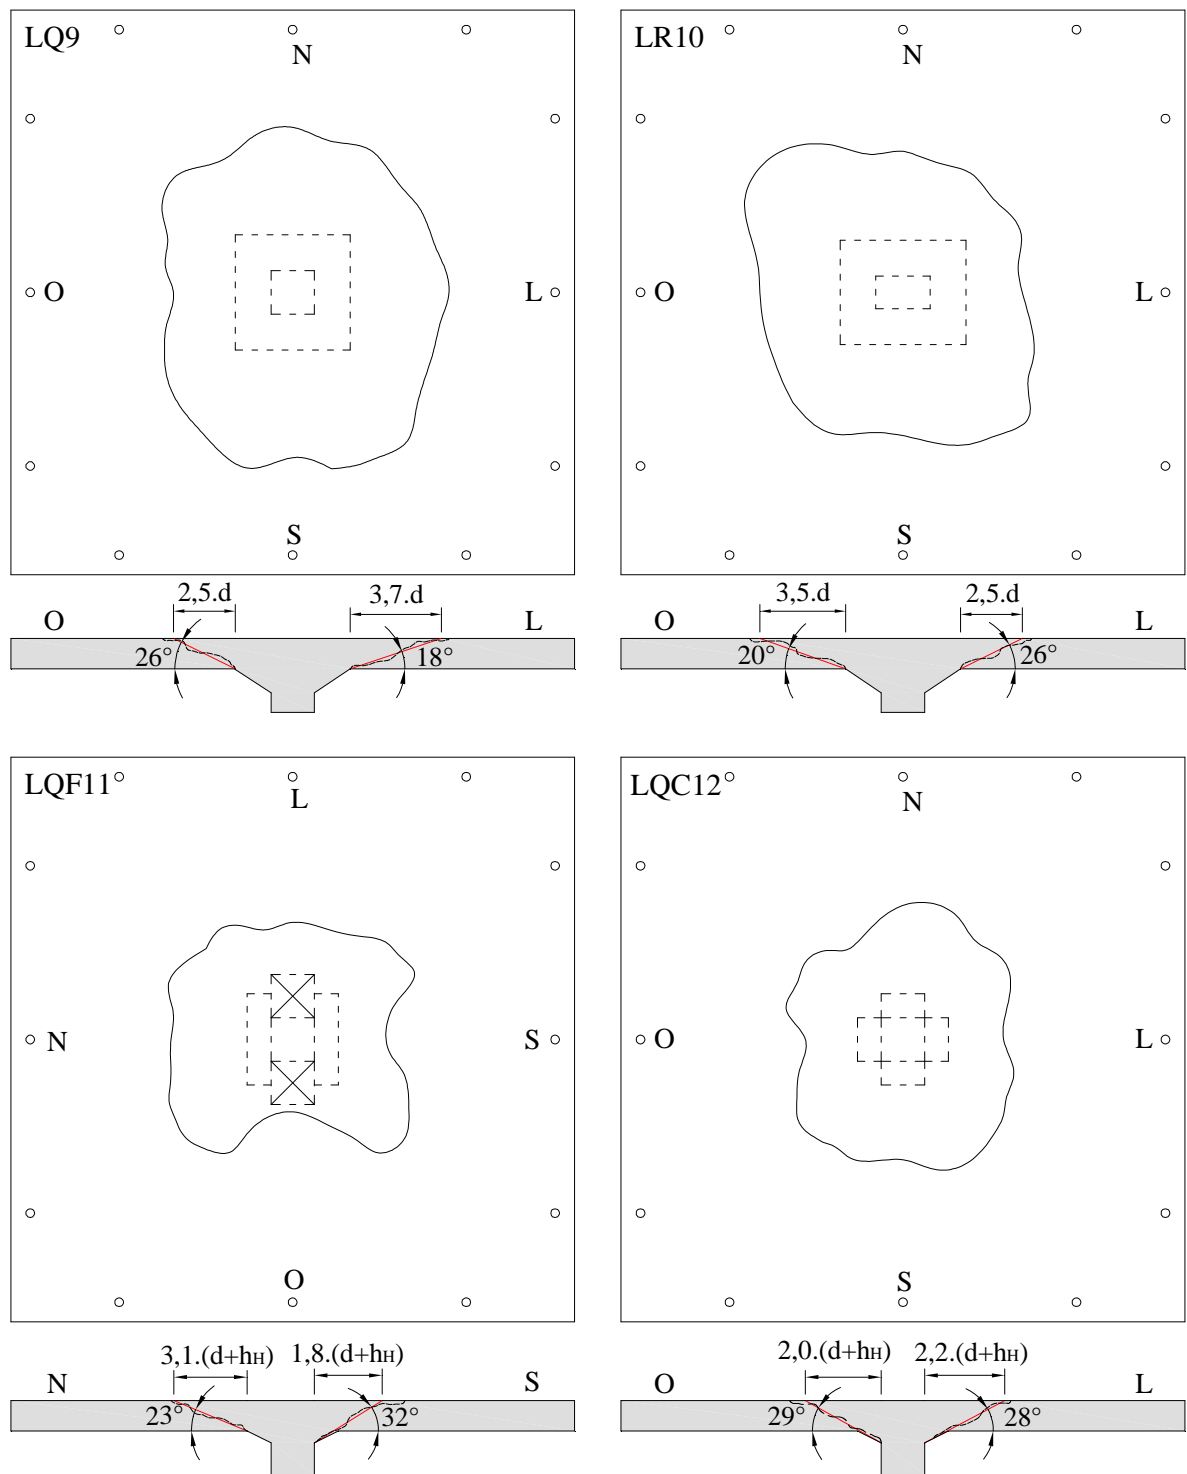 LQ9
N
O
L
S
2,5.d
3,7.d
O
L
26°
18°
LR10
N
O
L
S
3,5.d
2,5.d
O
L
20°
26°
LQF11
L
N
S
O
3,1.(d+hH)
1,8.(d+hH)
N
S
23°
32°
LQC12
N
O
L
S
2,0.(d+hH)
2,2.(d+hH)
O
L
29°
28°